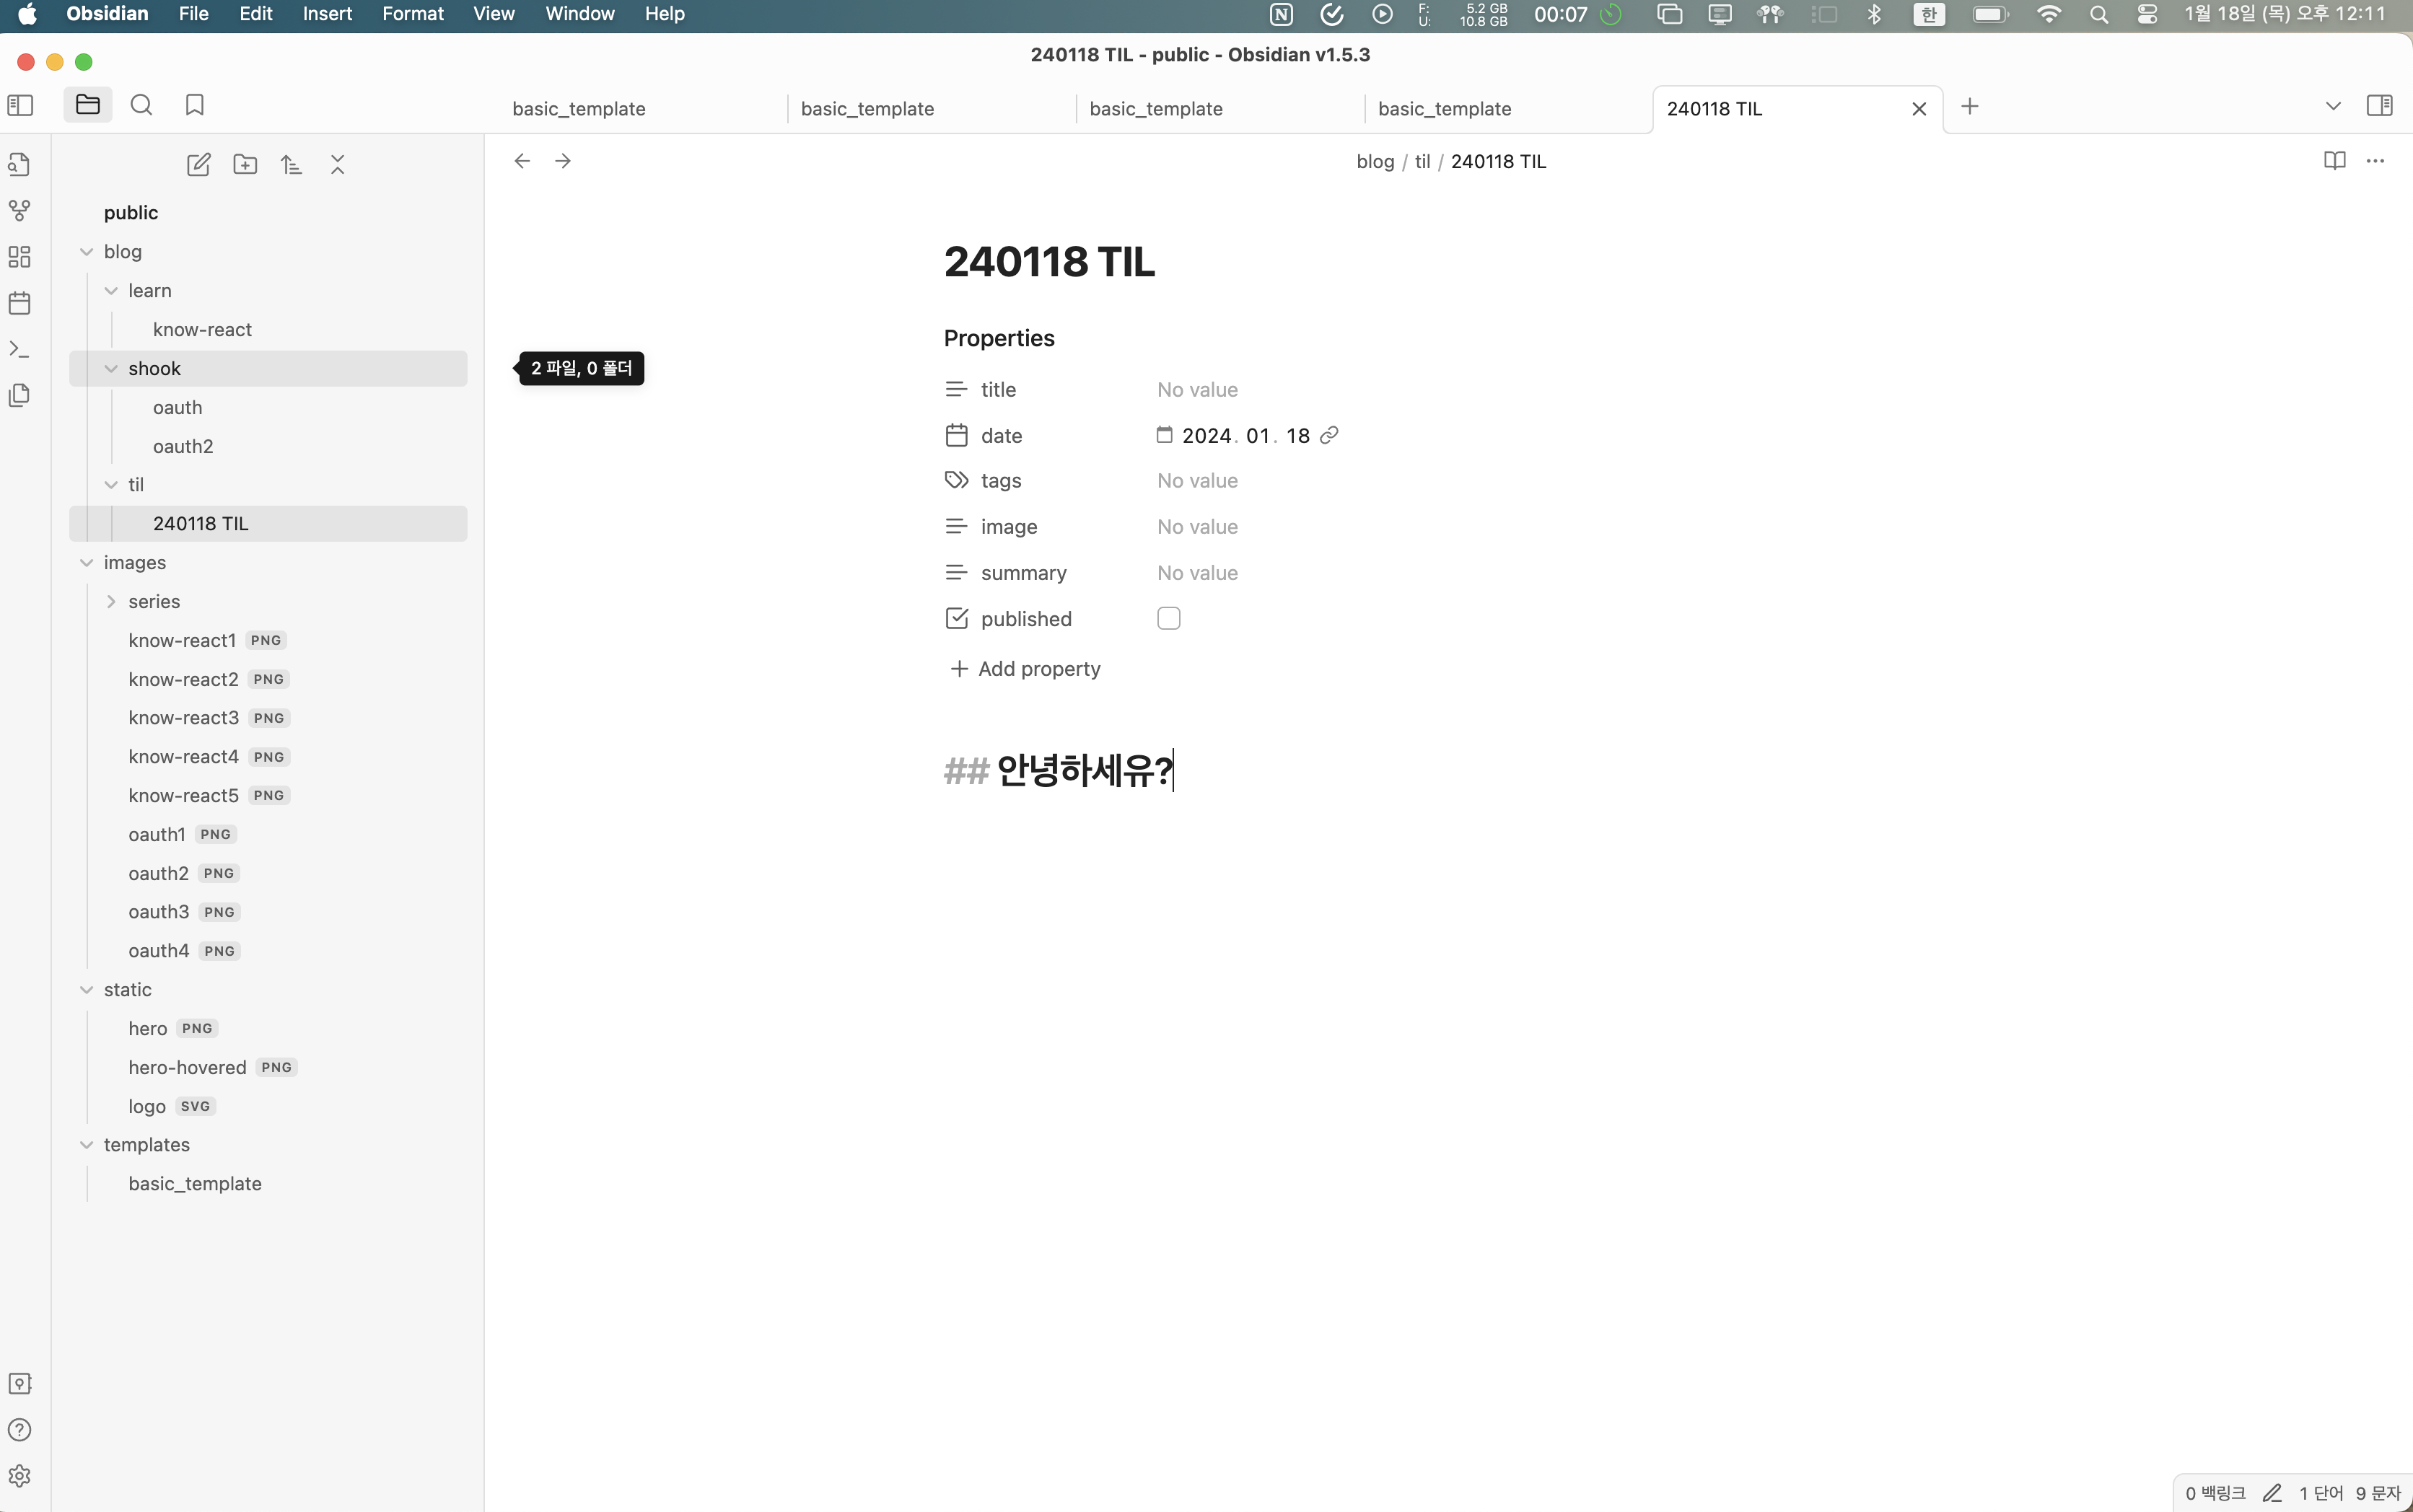 Obsidian File Edit Insert Format View Window Help
F: 5.2 GB
U: 10.8 GB
00:07 한 1월 18일 (목) 오후 12:11
240118 TIL - public - Obsidian v1.5.3
basic_template basic_template basic_template basic_template 240118 TIL
blog / til / 240118 TIL
public
blog
learn
know-react
shook
2 파일, 0 폴더
oauth
oauth2
til
240118 TIL
images
series
know-react1 PNG
know-react2 PNG
know-react3 PNG
know-react4 PNG
know-react5 PNG
oauth1 PNG
oauth2 PNG
oauth3 PNG
oauth4 PNG
static
hero PNG
hero-hovered PNG
logo SVG
templates
basic_template
240118 TIL
Properties
title No value
date 2024. 01. 18
tags No value
image No value
summary No value
published
Add property
## 안녕하세유?
0 백링크 1 단어 9 문자